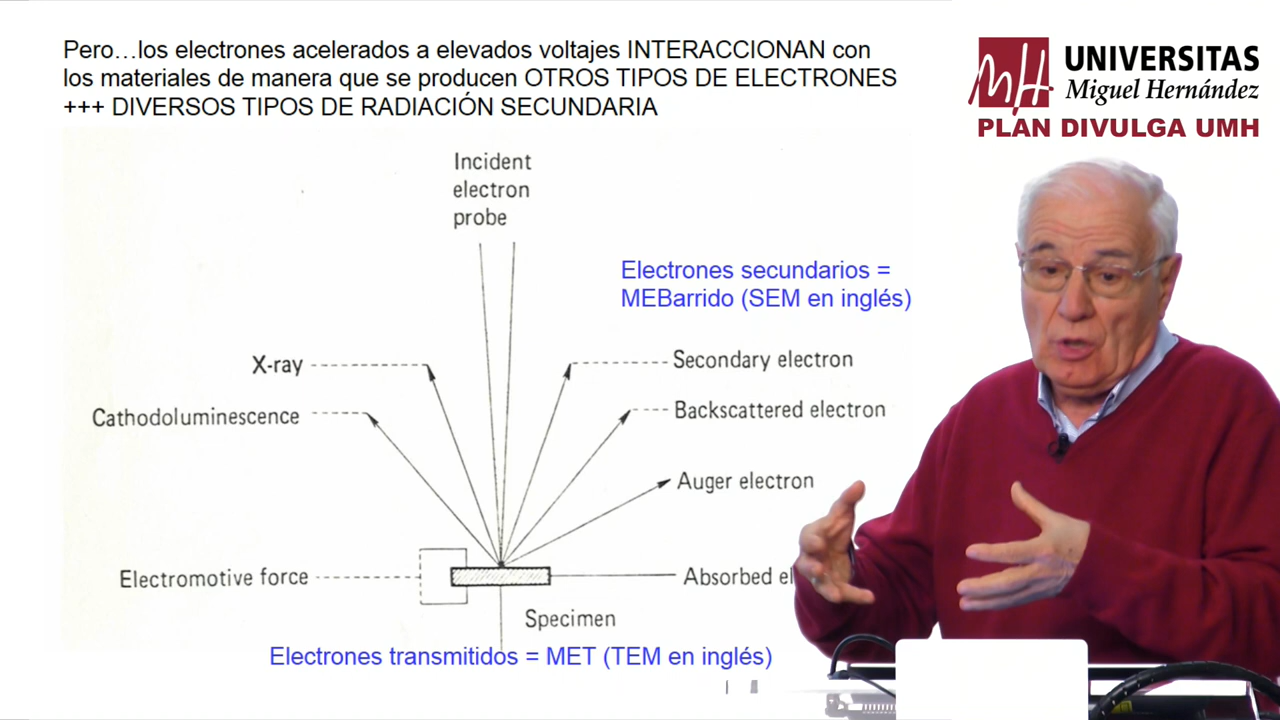 Pero…los electrones acelerados a elevados voltajes INTERACCIONAN con
los materiales de manera que se producen OTROS TIPOS DE ELECTRONES
+++ DIVERSOS TIPOS DE RADIACIÓN SECUNDARIA
UNIVERSITAS
Miguel Hernández
PLAN DIVULGA UMH
Incident
electron
probe
Electrones secundarios =
MEBarrido (SEM en inglés)
X-ray
Secondary electron
Cathodoluminescence
Backscattered electron
Auger electron
Electromotive force
Absorbed el
Specimen
Electrones transmitidos = MET (TEM en inglés)